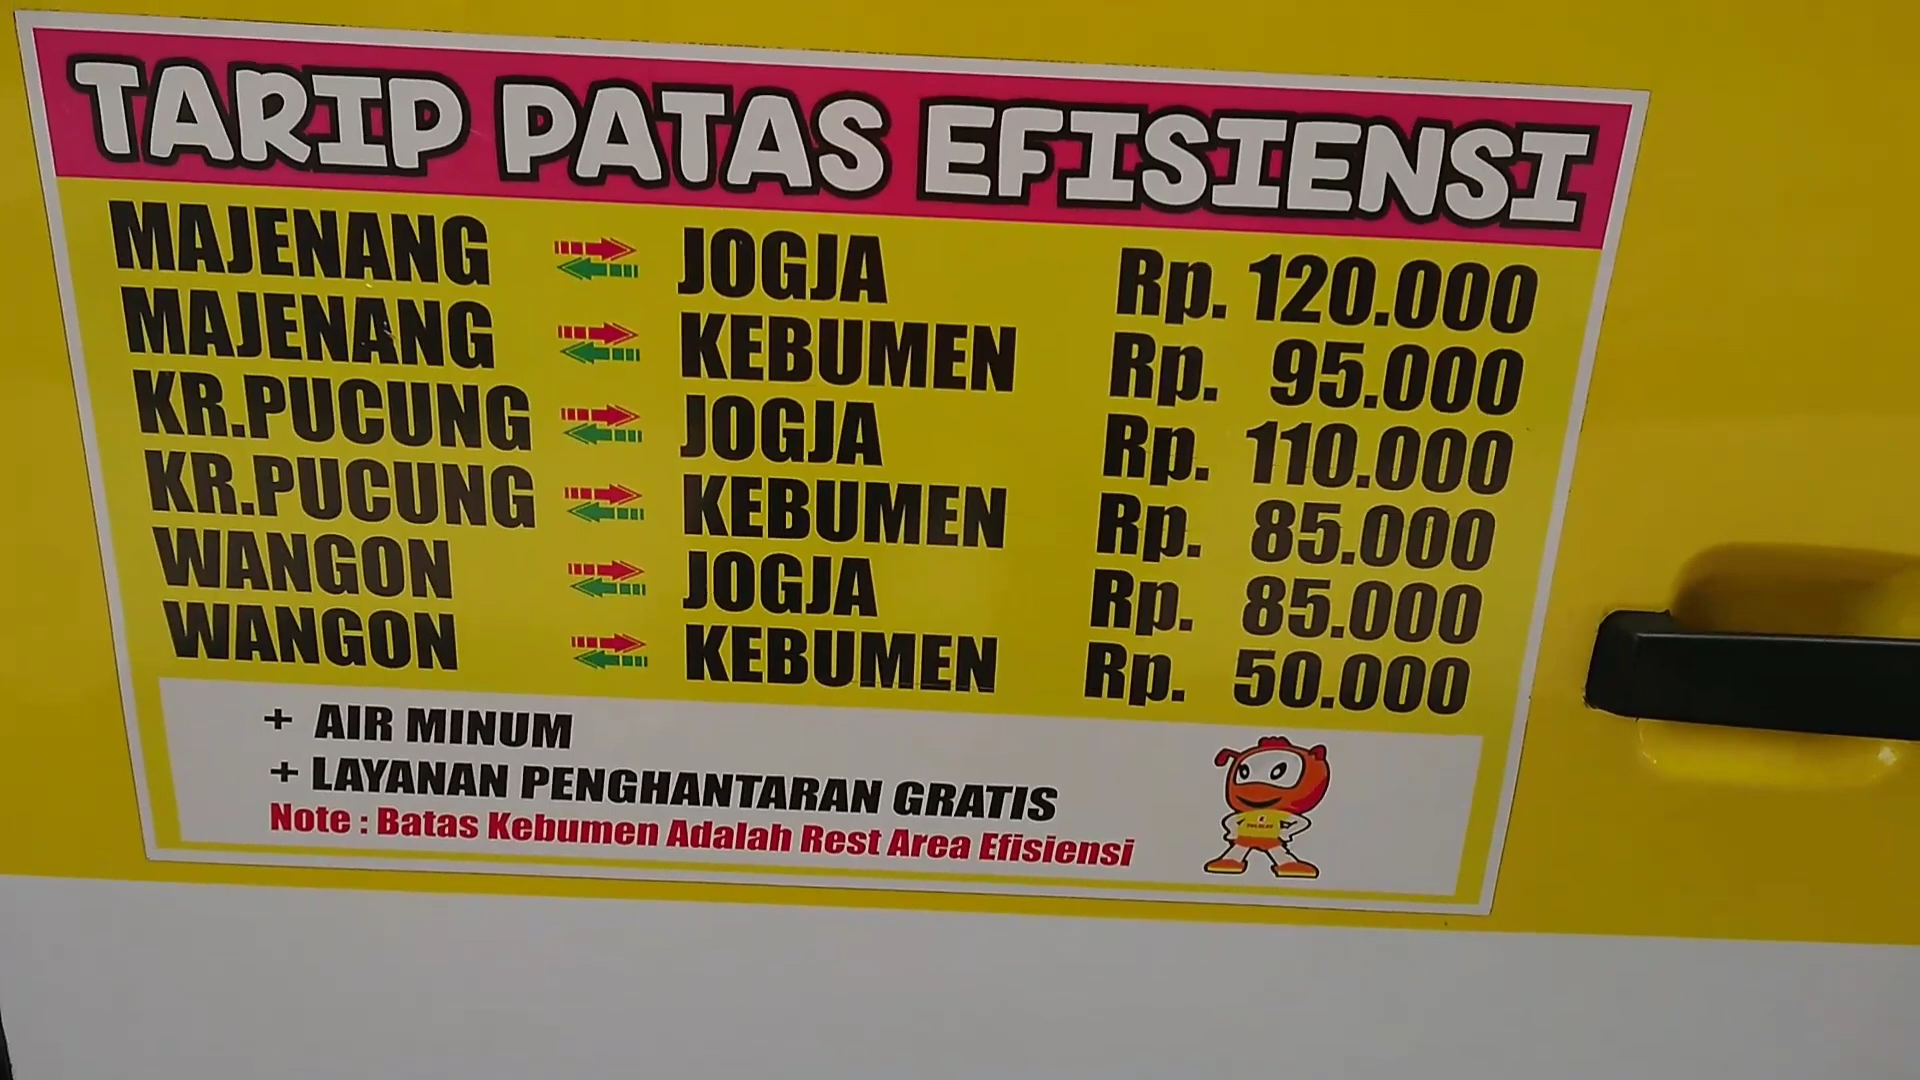 TARIP PATAS EFISIENSI
MAJENANG JOGJA Rp. 120.000
MAJENANG KEBUMEN Rp. 95.000
KR.PUCUNG JOGJA Rp. 110.000
KR.PUCUNG KEBUMEN Rp. 85.000
WANGON JOGJA Rp. 85.000
WANGON KEBUMEN Rp. 50.000
+ AIR MINUM
+ LAYANAN PENGHANTARAN GRATIS
Note : Batas Kebumen Adalah Rest Area Efisiensi